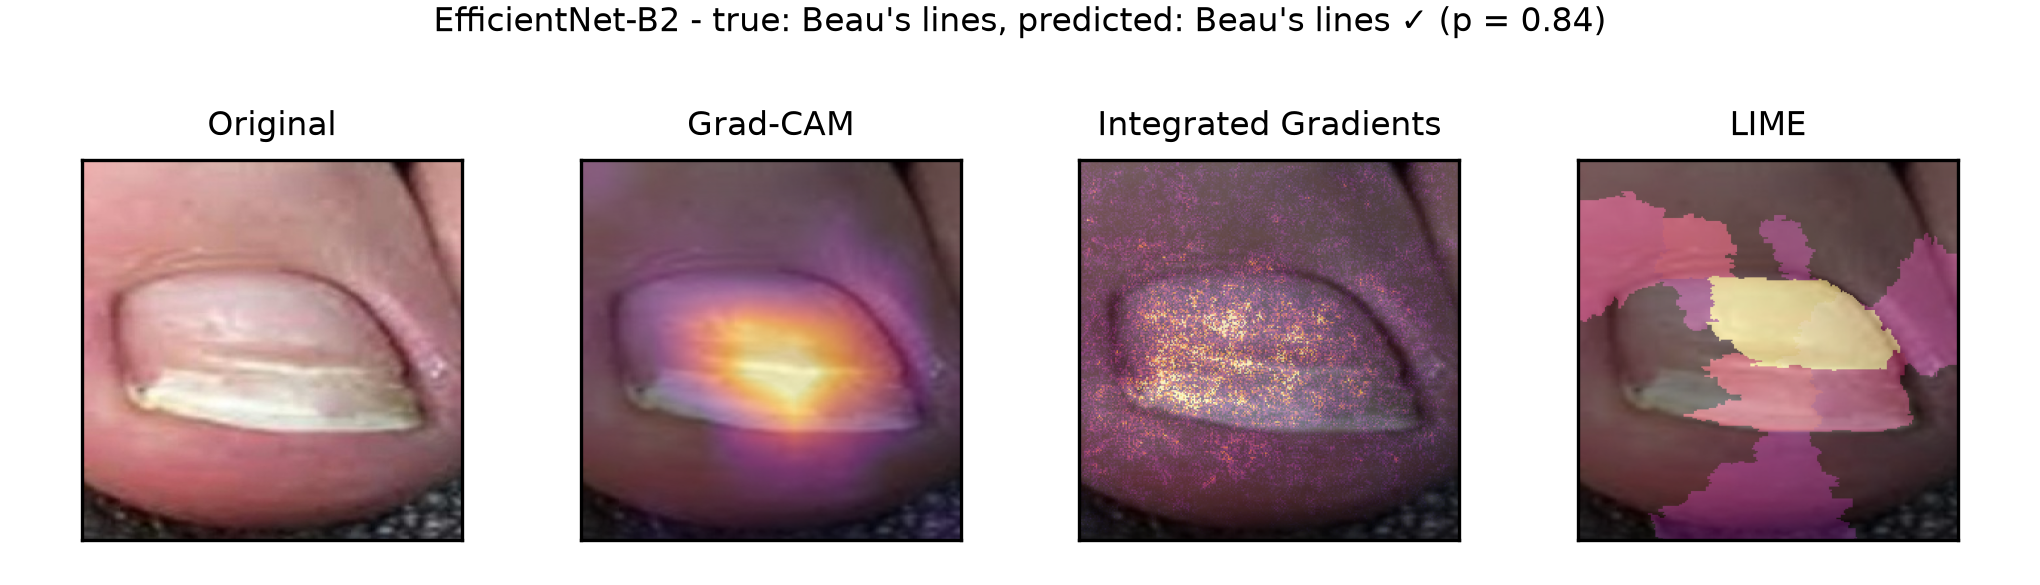 EfficientNet-B2 - true: Beau's lines, predicted: Beau's lines ✓ (p = 0.84)
Original
Grad-CAM
Integrated Gradients
LIME